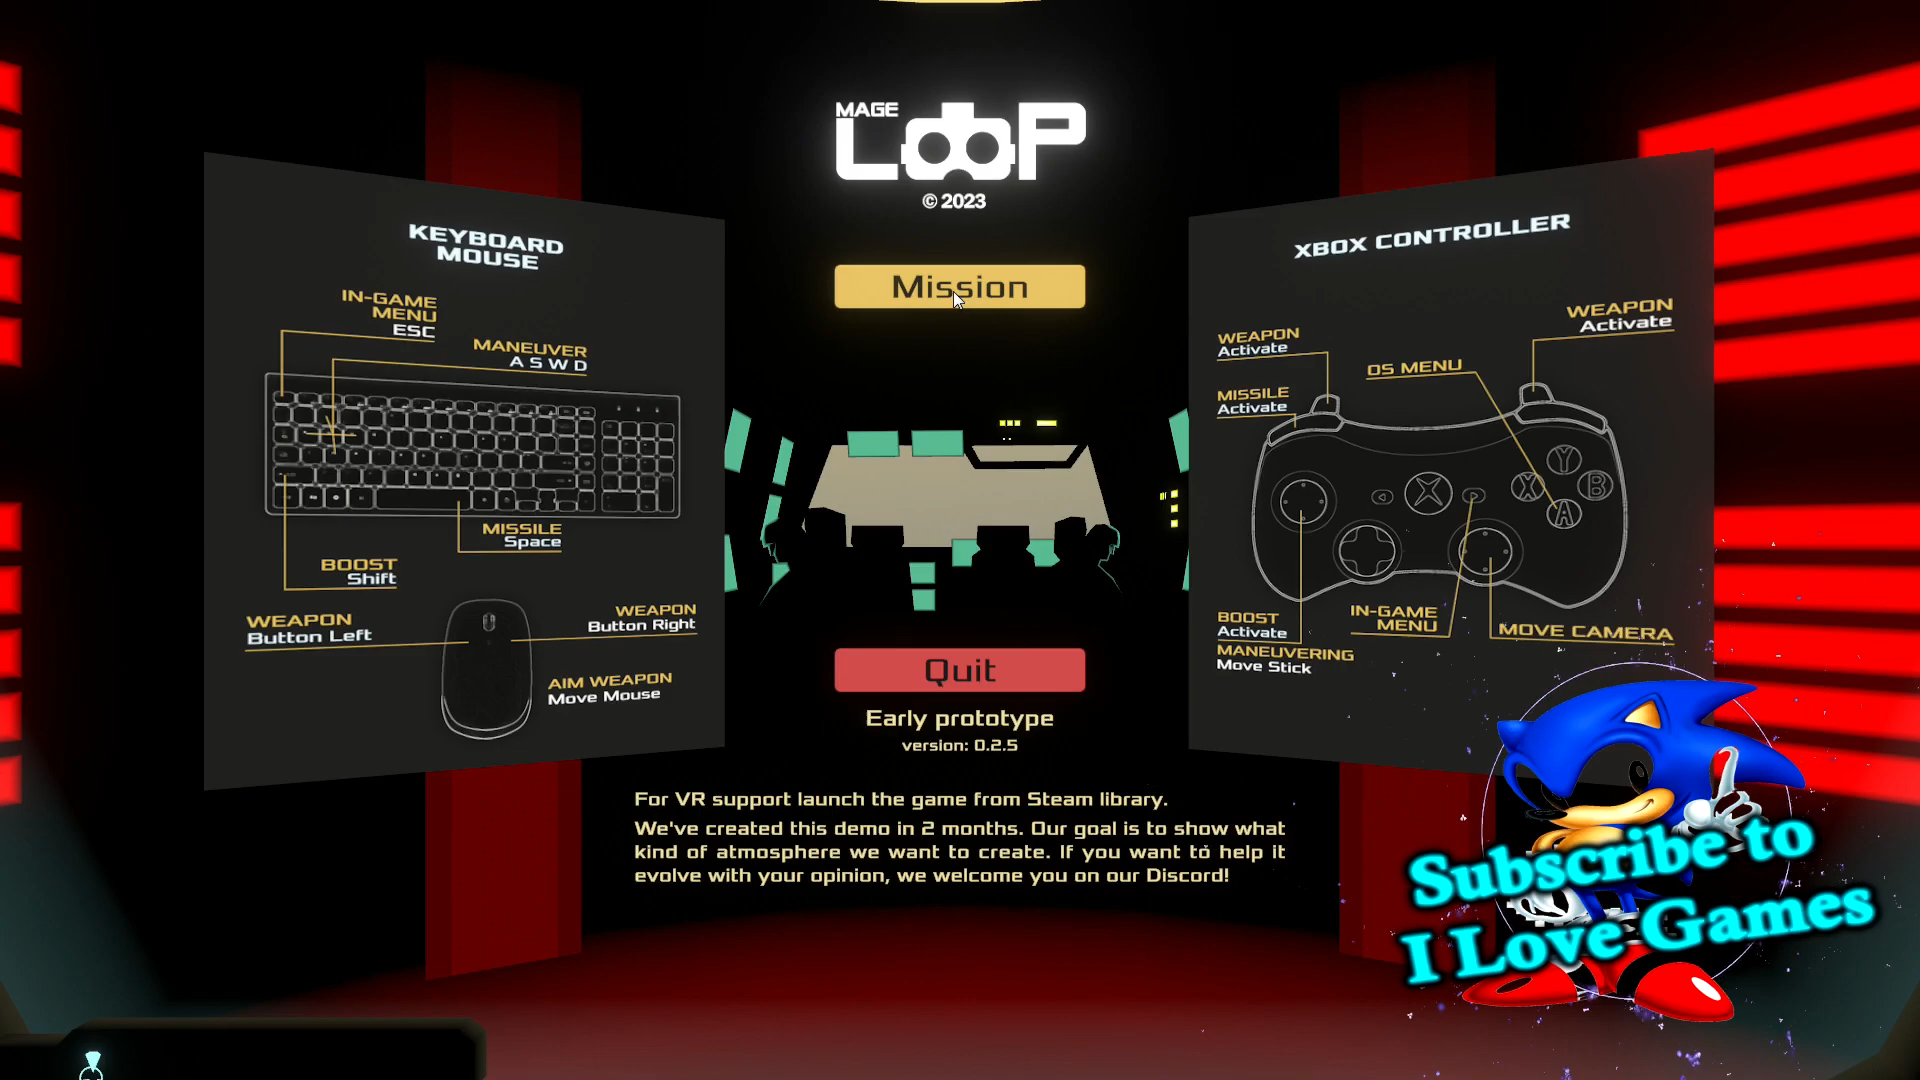 MAGE
LOOP
© 2023
Mission
KEYBOARD
MOUSE
IN-GAME
MENU
ESC
MANEUVER
A S W D
MISSILE
Space
BOOST
Shift
WEAPON
Button Left
WEAPON
Button Right
AIM WEAPON
Move Mouse
XBOX CONTROLLER
WEAPON
Activate
WEAPON
Activate
OS MENU
MISSILE
Activate
Y
X
B
A
BOOST
Activate
MANEUVERING
Move Stick
IN-GAME
MENU
MOVE CAMERA
Quit
Early prototype
version: 0.2.5
For VR support launch the game from Steam library.
We've created this demo in 2 months. Our goal is to show what
kind of atmosphere we want to create. If you want to help it
evolve with your opinion, we welcome you on our Discord!
Subscribe to
I Love Games